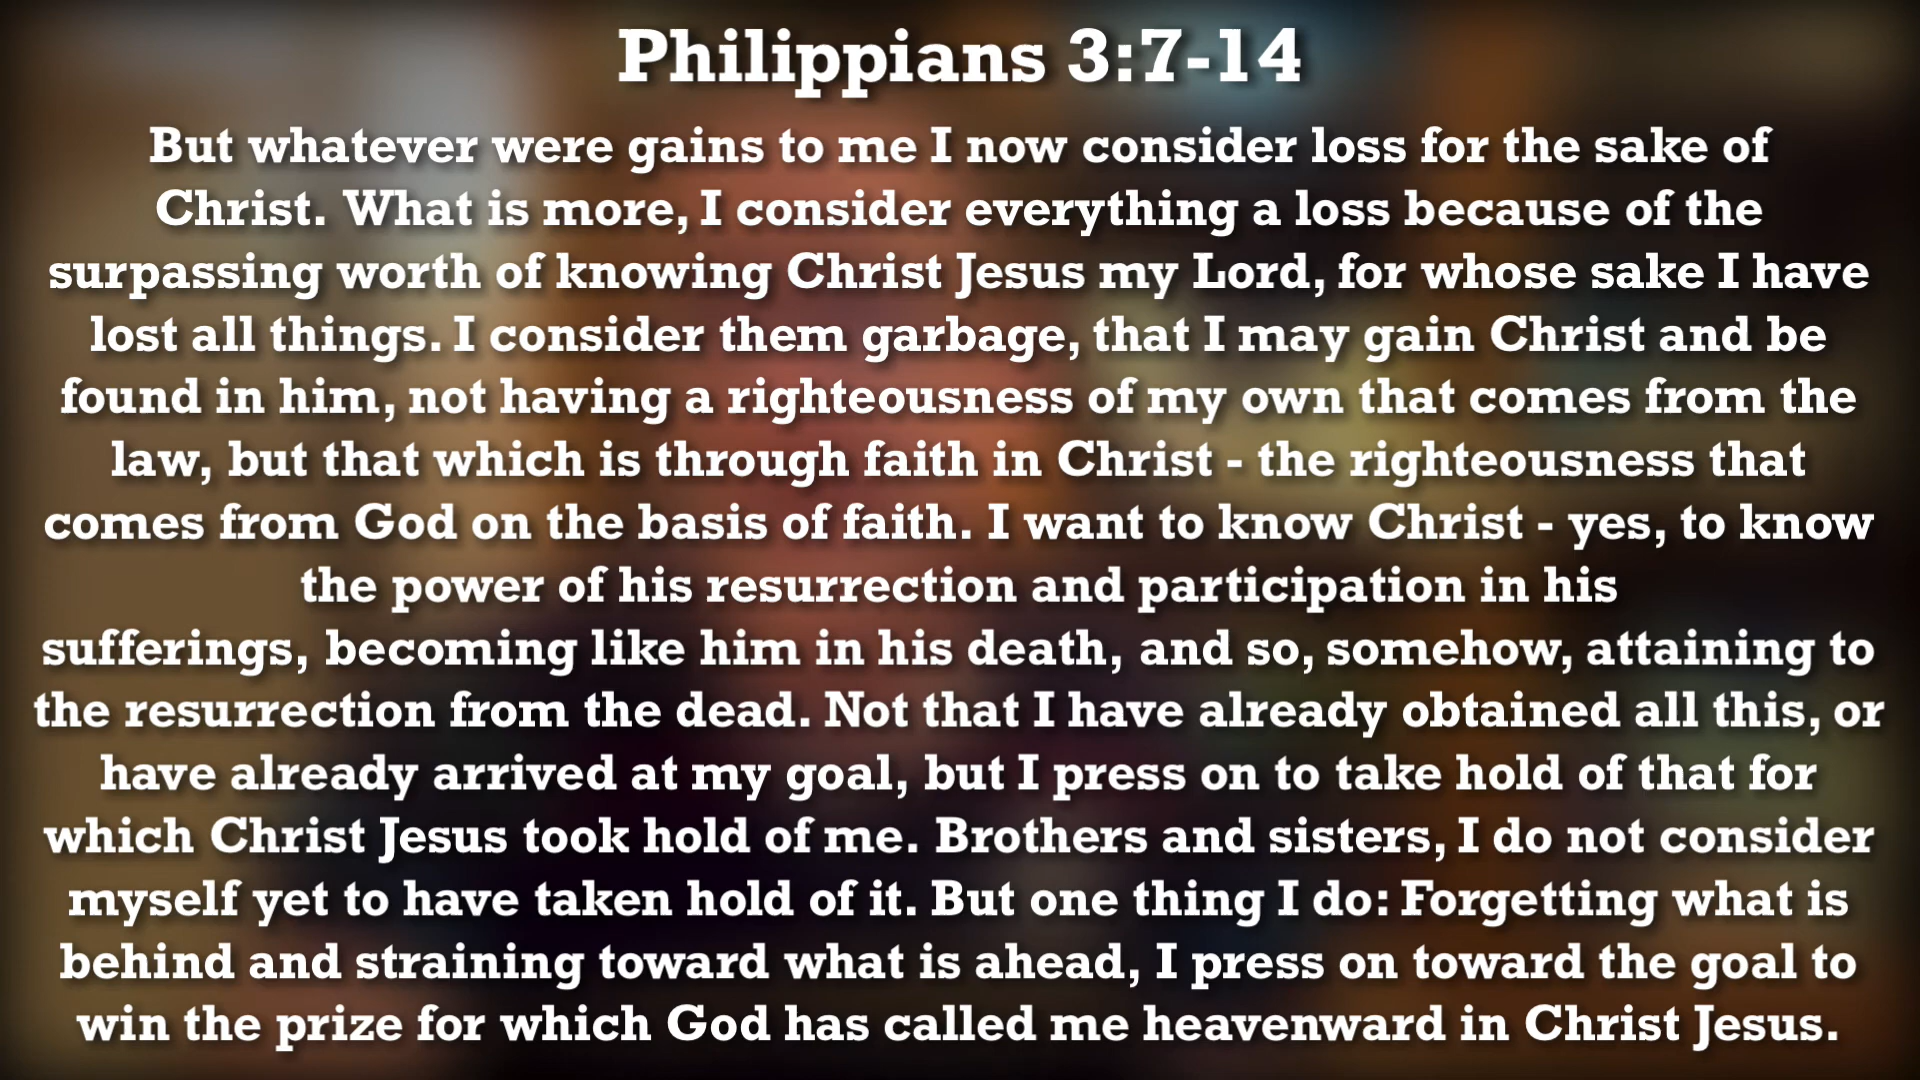 Philippians 3:7-14
But whatever were gains to me I now consider loss for the sake of
Christ. What is more, I consider everything a loss because of the
surpassing worth of knowing Christ Jesus my Lord, for whose sake I have
lost all things. I consider them garbage, that I may gain Christ and be
found in him, not having a righteousness of my own that comes from the
law, but that which is through faith in Christ - the righteousness that
comes from God on the basis of faith. I want to know Christ - yes, to know
the power of his resurrection and participation in his
sufferings, becoming like him in his death, and so, somehow, attaining to
the resurrection from the dead. Not that I have already obtained all this, or
have already arrived at my goal, but I press on to take hold of that for
which Christ Jesus took hold of me. Brothers and sisters, I do not consider
myself yet to have taken hold of it. But one thing I do: Forgetting what is
behind and straining toward what is ahead, I press on toward the goal to
win the prize for which God has called me heavenward in Christ Jesus.